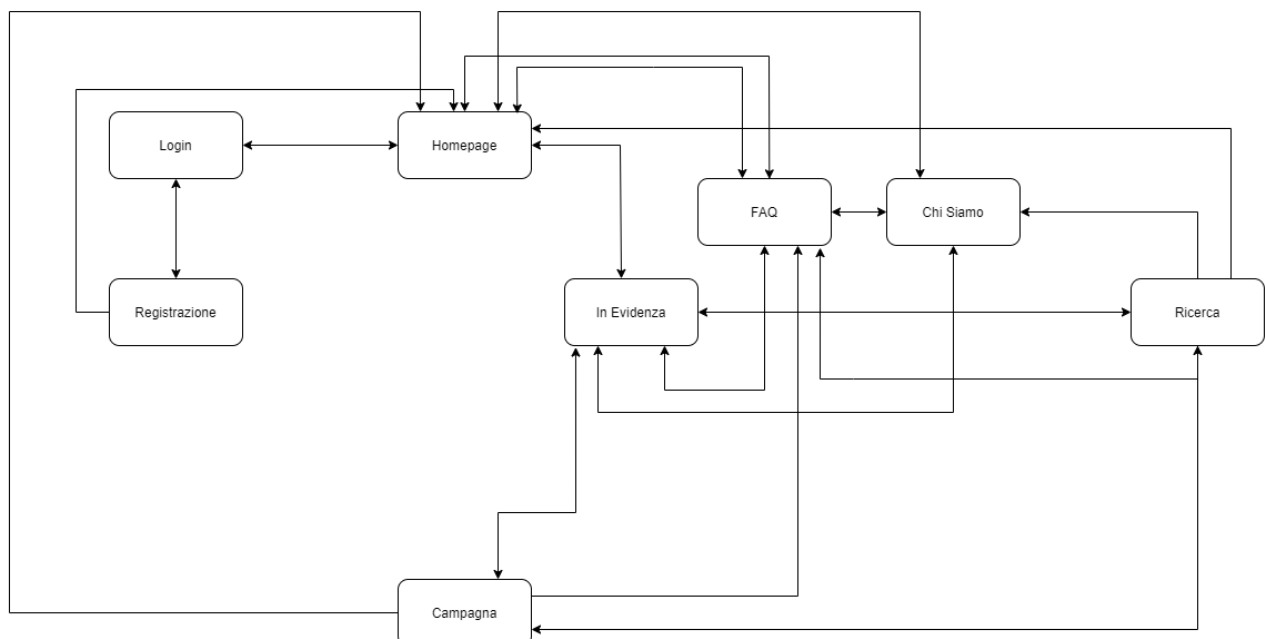 Login
Homepage
FAQ
Chi Siamo
Registrazione
In Evidenza
Ricerca
Campagna